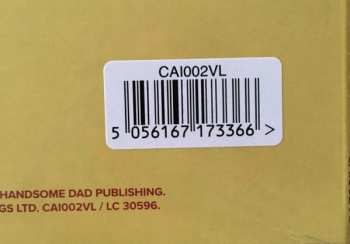 CAI002VL
5 056167 173366 >
HANDSOME DAD PUBLISHING.
GS LTD. CAI002VL / LC 30596.